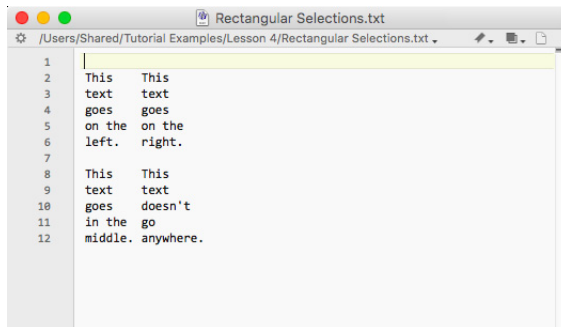 Rectangular Selections.txt
/Users/Shared/Tutorial Examples/Lesson 4/Rectangular Selections.txt
1
2 This This
3 text text
4 goes goes
5 on the on the
6 left. right.
7
8 This This
9 text text
10 goes doesn't
11 in the go
12 middle. anywhere.